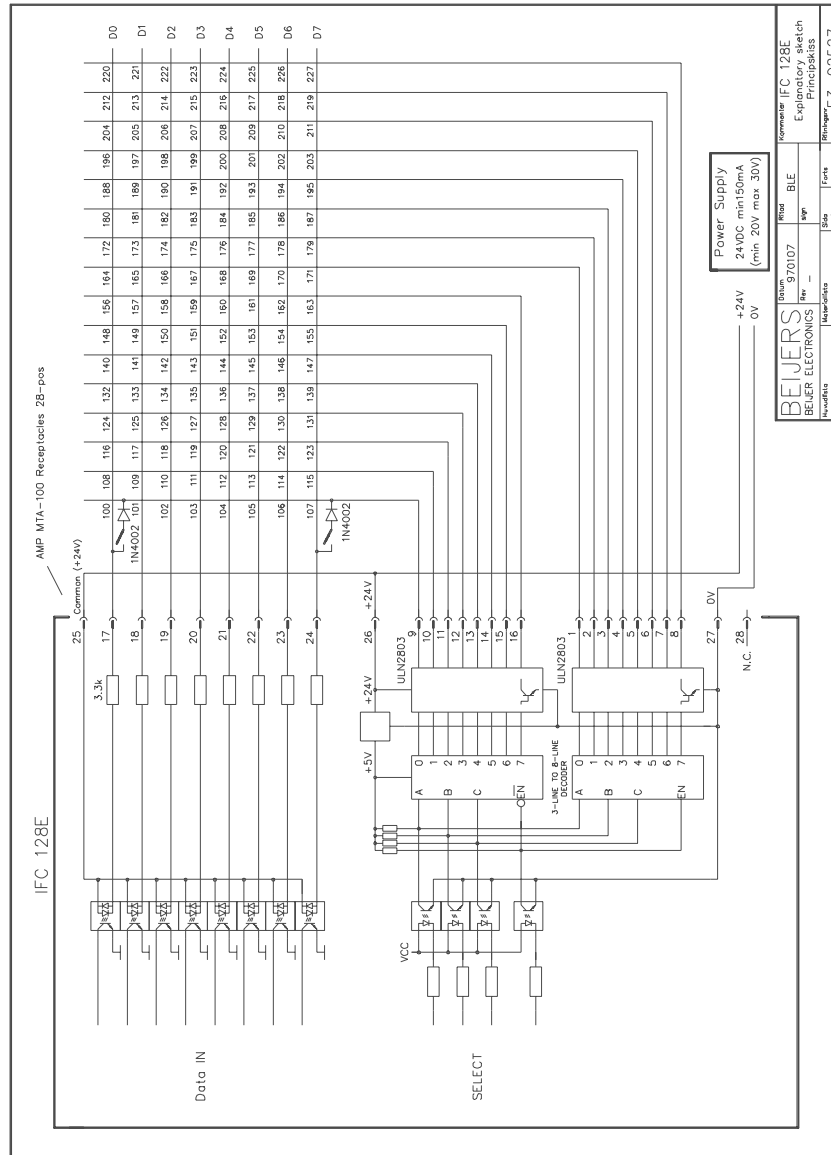 IFC 128E
AMP MTA-100 Receptacles 28-pos
25 Common (+24V)
3.3k
17 100 108 116 124 132 140 148 156 164 172 180 188 196 204 212 220 D0
1N4002
18 101 109 117 125 133 141 149 157 165 173 181 189 197 205 213 221 D1
19 102 110 118 126 134 142 150 158 166 174 182 190 198 206 214 222 D2
20 103 111 119 127 135 143 151 159 167 175 183 191 199 207 215 223 D3
21 104 112 120 128 136 144 152 160 168 176 184 192 200 208 216 224 D4
22 105 113 121 129 137 145 153 161 169 177 185 193 201 209 217 225 D5
23 106 114 122 130 138 146 154 162 170 178 186 194 202 210 218 226 D6
24 107 115 123 131 139 147 155 163 171 179 187 195 203 211 219 227 D7
1N4002
Data IN
+5V
+24V
26
+24V
ULN2803
VCC
A 0 9
1 10
B 2 11
3 12
C 4 13
5 14
6 15
EN 7 16
SELECT
3-LINE TO 8-LINE
DECODER
ULN2803
A 0 1
1 2
B 2 3
3 4
C 4 5
5 6
6 7
EN 7 8
27 0V
28
N.C.
Power Supply
24VDC min150mA
(min 20V max 30V)
+24V
0V
BEIJERS
BEIJER ELECTRONICS
Datum
970107
Rev
-
Ritad
BLE
sign
Kommentar
IFC 128E
Explanatory sketch
Principskiss
Huvudlista
Materiallista
Sida
Forts